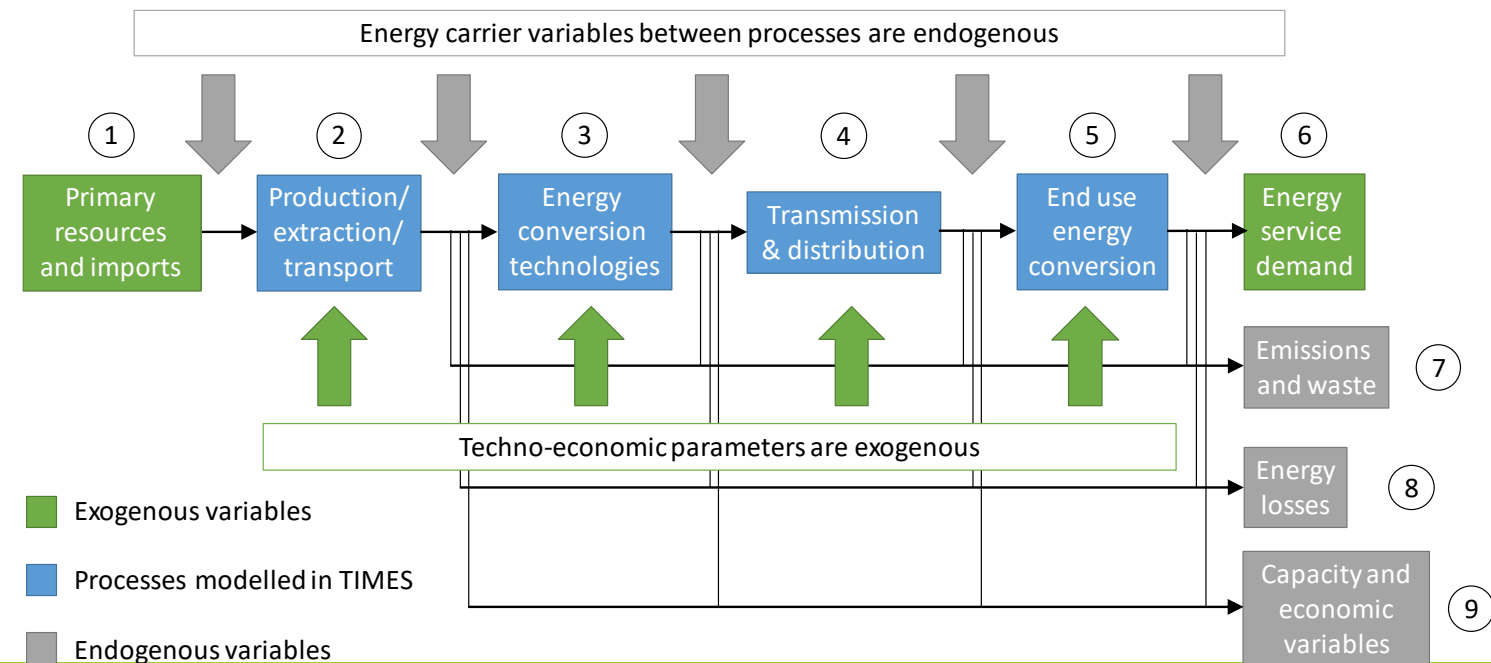 Energy carrier variables between processes are endogenous
1
2
3
4
5
6
Primary
resources
and imports
Production/
extraction/
transport
Energy
conversion
technologies
Transmission
& distribution
End use
energy
conversion
Energy
service
demand
Emissions
and waste
7
Techno-economic parameters are exogenous
Energy
losses
8
Exogenous variables
Processes modelled in TIMES
Capacity and
economic
variables
9
Endogenous variables